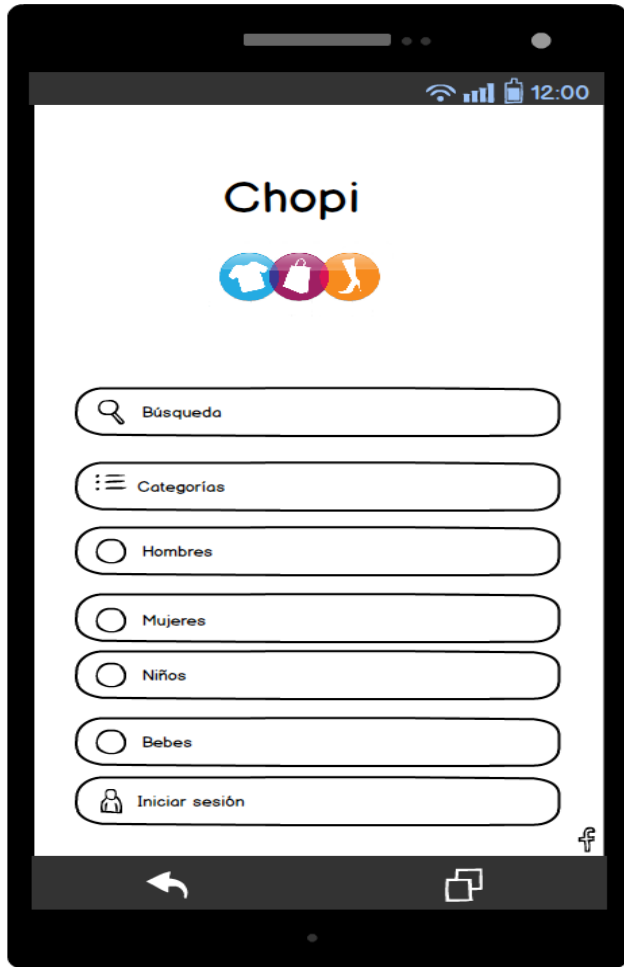 12:00
Chopi
Búsqueda
Categorías
Hombres
Mujeres
Niños
Bebes
Iniciar sesión